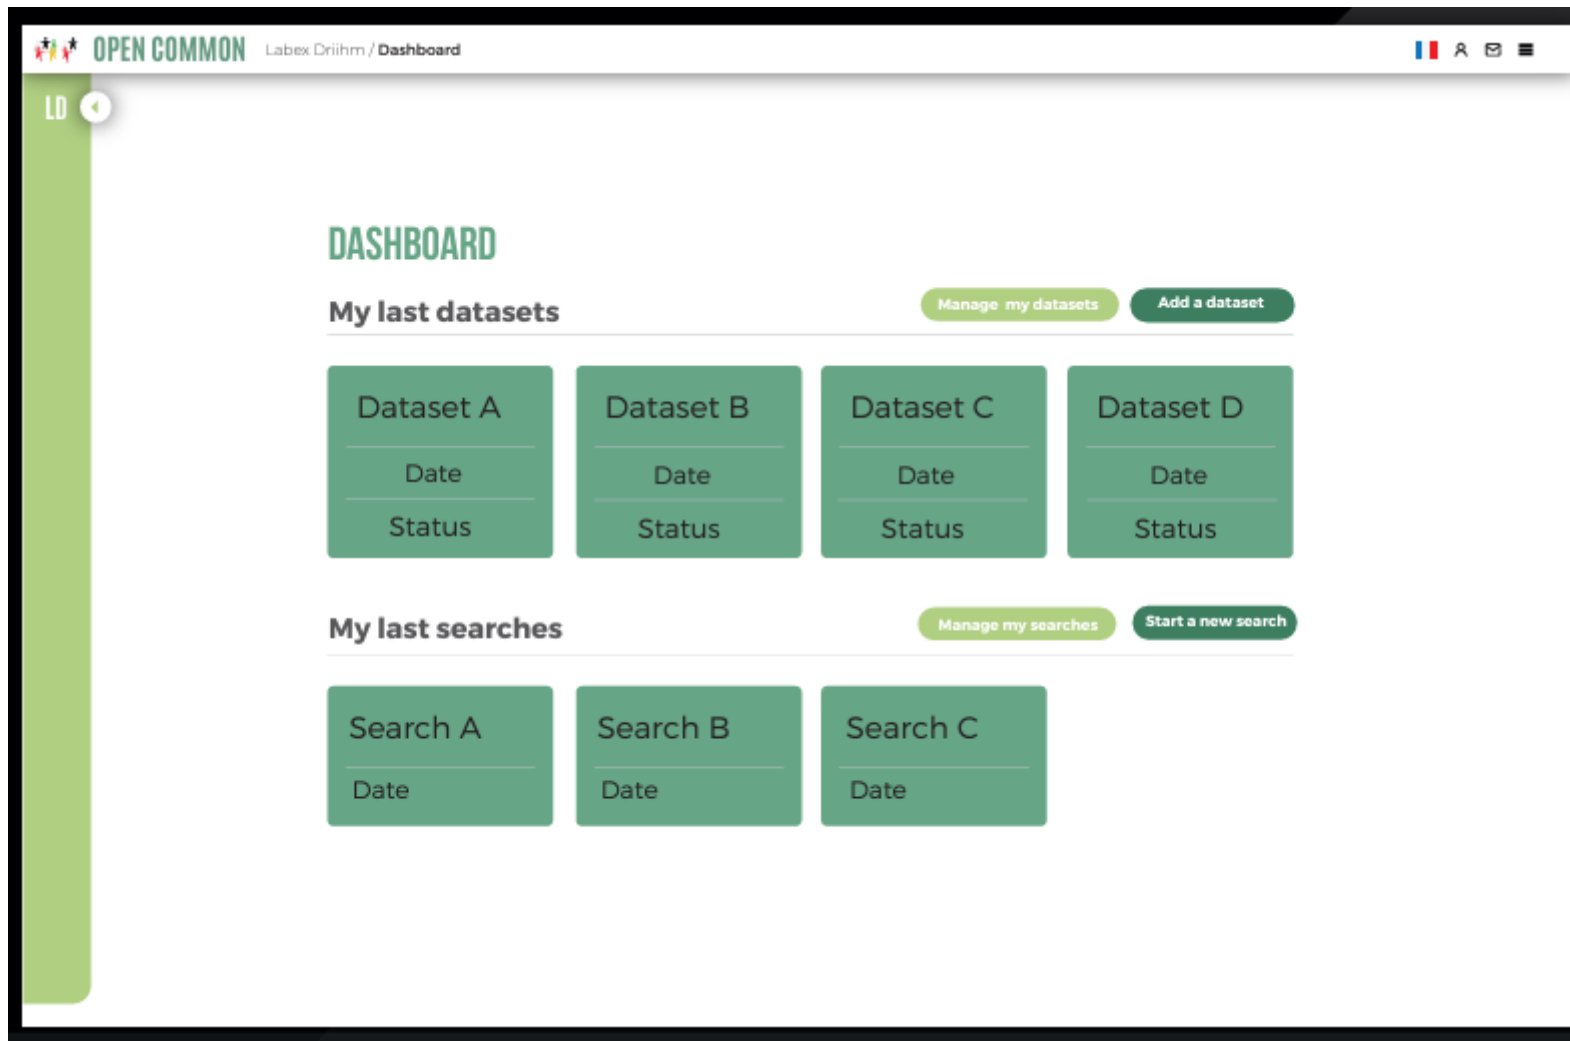 OPEN COMMON Labex Driihm / Dashboard
LD
DASHBOARD
My last datasets Manage my datasets Add a dataset
Dataset A Dataset B Dataset C Dataset D
Date Date Date Date
Status Status Status Status
My last searches Manage my searches Start a new search
Search A Search B Search C
Date Date Date